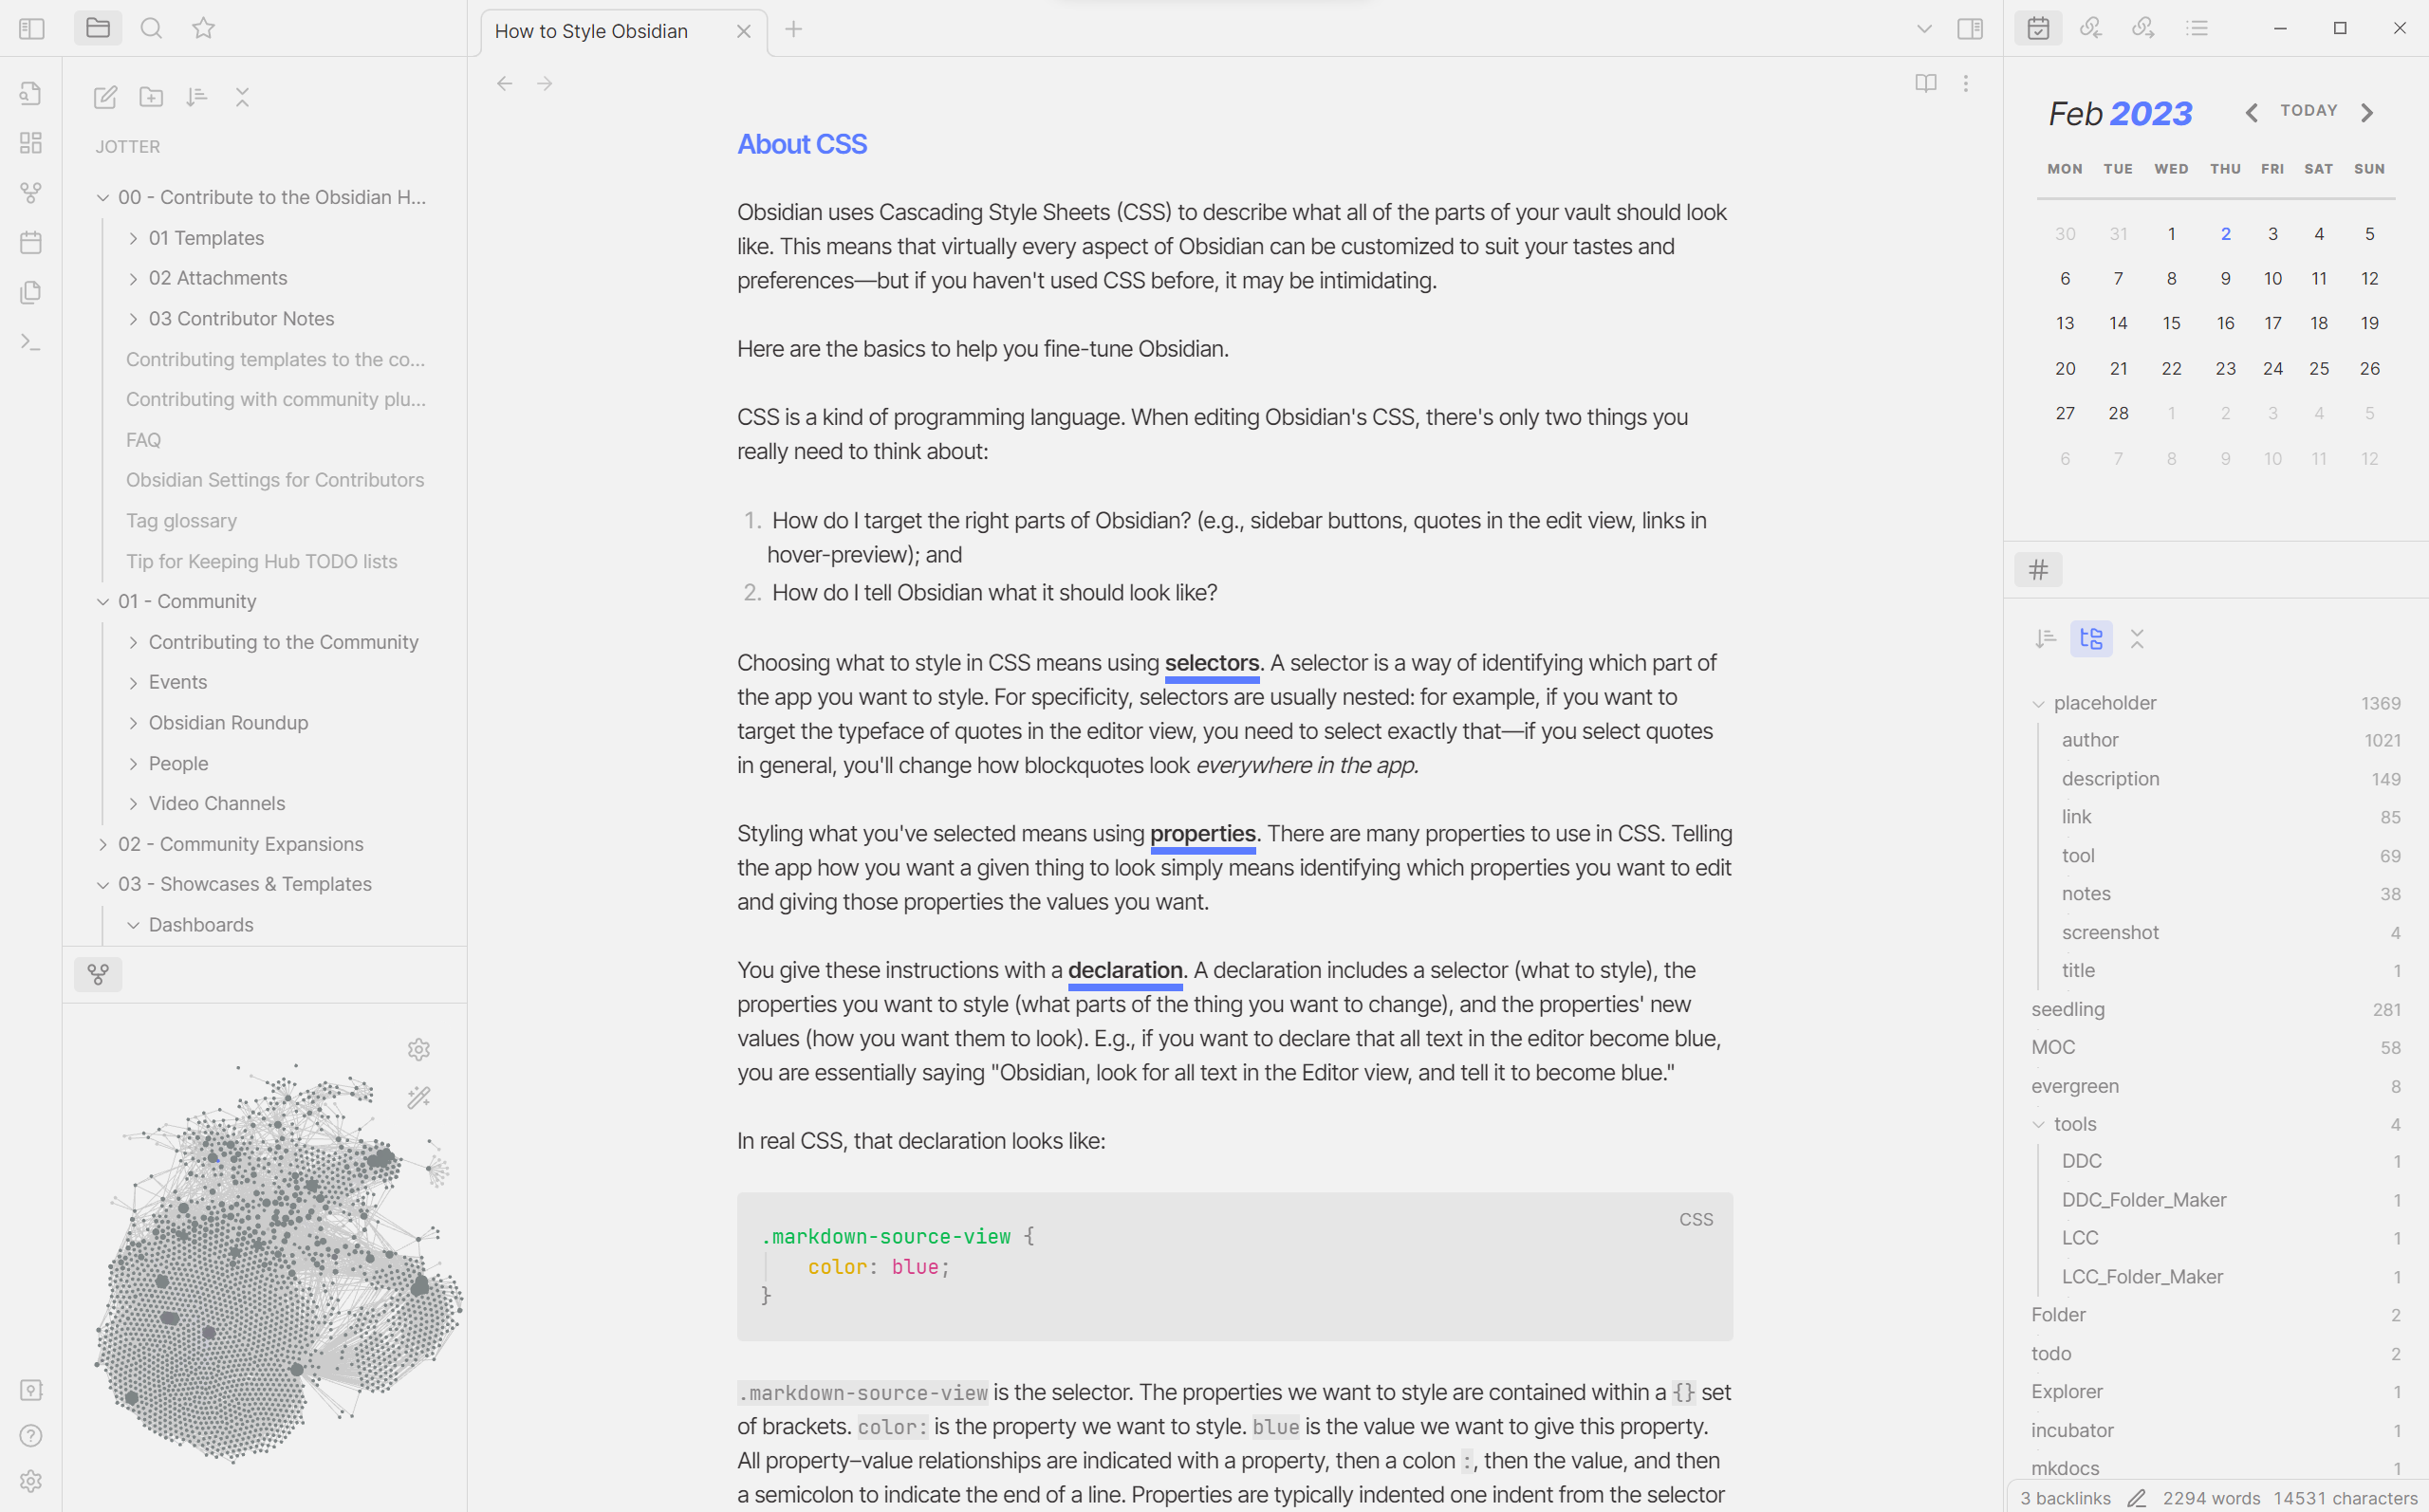 How to Style Obsidian
JOTTER
00 - Contribute to the Obsidian H...
01 Templates
02 Attachments
03 Contributor Notes
Contributing templates to the co...
Contributing with community plu...
FAQ
Obsidian Settings for Contributors
Tag glossary
Tip for Keeping Hub TODO lists
01 - Community
Contributing to the Community
Events
Obsidian Roundup
People
Video Channels
02 - Community Expansions
03 - Showcases & Templates
Dashboards
About CSS
Obsidian uses Cascading Style Sheets (CSS) to describe what all of the parts of your vault should look
like. This means that virtually every aspect of Obsidian can be customized to suit your tastes and
preferences—but if you haven't used CSS before, it may be intimidating.
Here are the basics to help you fine-tune Obsidian.
CSS is a kind of programming language. When editing Obsidian's CSS, there's only two things you
really need to think about:
1. How do I target the right parts of Obsidian? (e.g., sidebar buttons, quotes in the edit view, links in
hover-preview); and
2. How do I tell Obsidian what it should look like?
Choosing what to style in CSS means using selectors. A selector is a way of identifying which part of
the app you want to style. For specificity, selectors are usually nested: for example, if you want to
target the typeface of quotes in the editor view, you need to select exactly that—if you select quotes
in general, you'll change how blockquotes look everywhere in the app.
Styling what you've selected means using properties. There are many properties to use in CSS. Telling
the app how you want a given thing to look simply means identifying which properties you want to edit
and giving those properties the values you want.
You give these instructions with a declaration. A declaration includes a selector (what to style), the
properties you want to style (what parts of the thing you want to change), and the properties' new
values (how you want them to look). E.g., if you want to declare that all text in the editor become blue,
you are essentially saying "Obsidian, look for all text in the Editor view, and tell it to become blue."
In real CSS, that declaration looks like:
CSS
.markdown-source-view {
color: blue;
}
.markdown-source-view is the selector. The properties we want to style are contained within a {} set
of brackets. color: is the property we want to style. blue is the value we want to give this property.
All property–value relationships are indicated with a property, then a colon :, then the value, and then
a semicolon to indicate the end of a line. Properties are typically indented one indent from the selector
Feb 2023 TODAY
MON TUE WED THU FRI SAT SUN
30 31 1 2 3 4 5
6 7 8 9 10 11 12
13 14 15 16 17 18 19
20 21 22 23 24 25 26
27 28 1 2 3 4 5
6 7 8 9 10 11 12
placeholder 1369
author 1021
description 149
link 85
tool 69
notes 38
screenshot 4
title 1
seedling 281
MOC 58
evergreen 8
tools 4
DDC 1
DDC_Folder_Maker 1
LCC 1
LCC_Folder_Maker 1
Folder 2
todo 2
Explorer 1
incubator 1
mkdocs 1
3 backlinks 2294 words 14531 characters